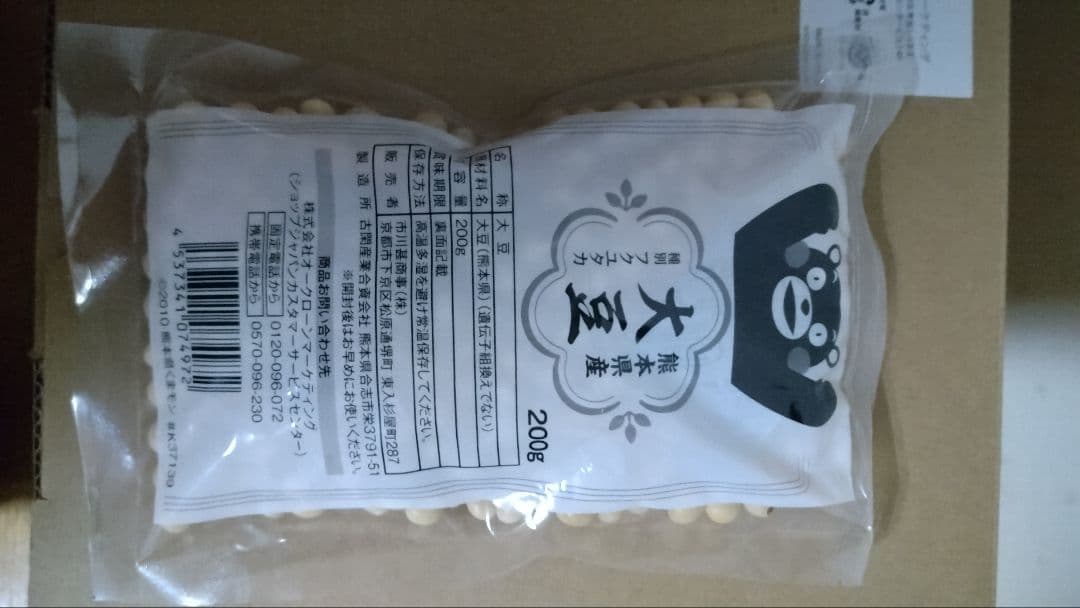 熊本県産
大豆
種別
フクユタカ
200g
名 称 大 豆
原材料名 大豆(熊本県)(遺伝子組換えでない)
容 量 200g
賞味期限 裏面記載
保存方法 高温多湿を避け常温保存してください。
販 売 者 市川甚商事(株)
京都市下京区松原通堺町 東入杉屋町287
製 造 所 古閑産業合資会社 熊本県合志市栄3791-51
※開封後はお早めにお使いください。
商品お問い合わせ先
株式会社オークローンマーケティング
(ショップジャパンカスタマーサービスセンター)
固定電話から 0120-096-072
携帯電話から 0570-096-230
4 537341 074972
©2010 熊本県くまモン #K37130